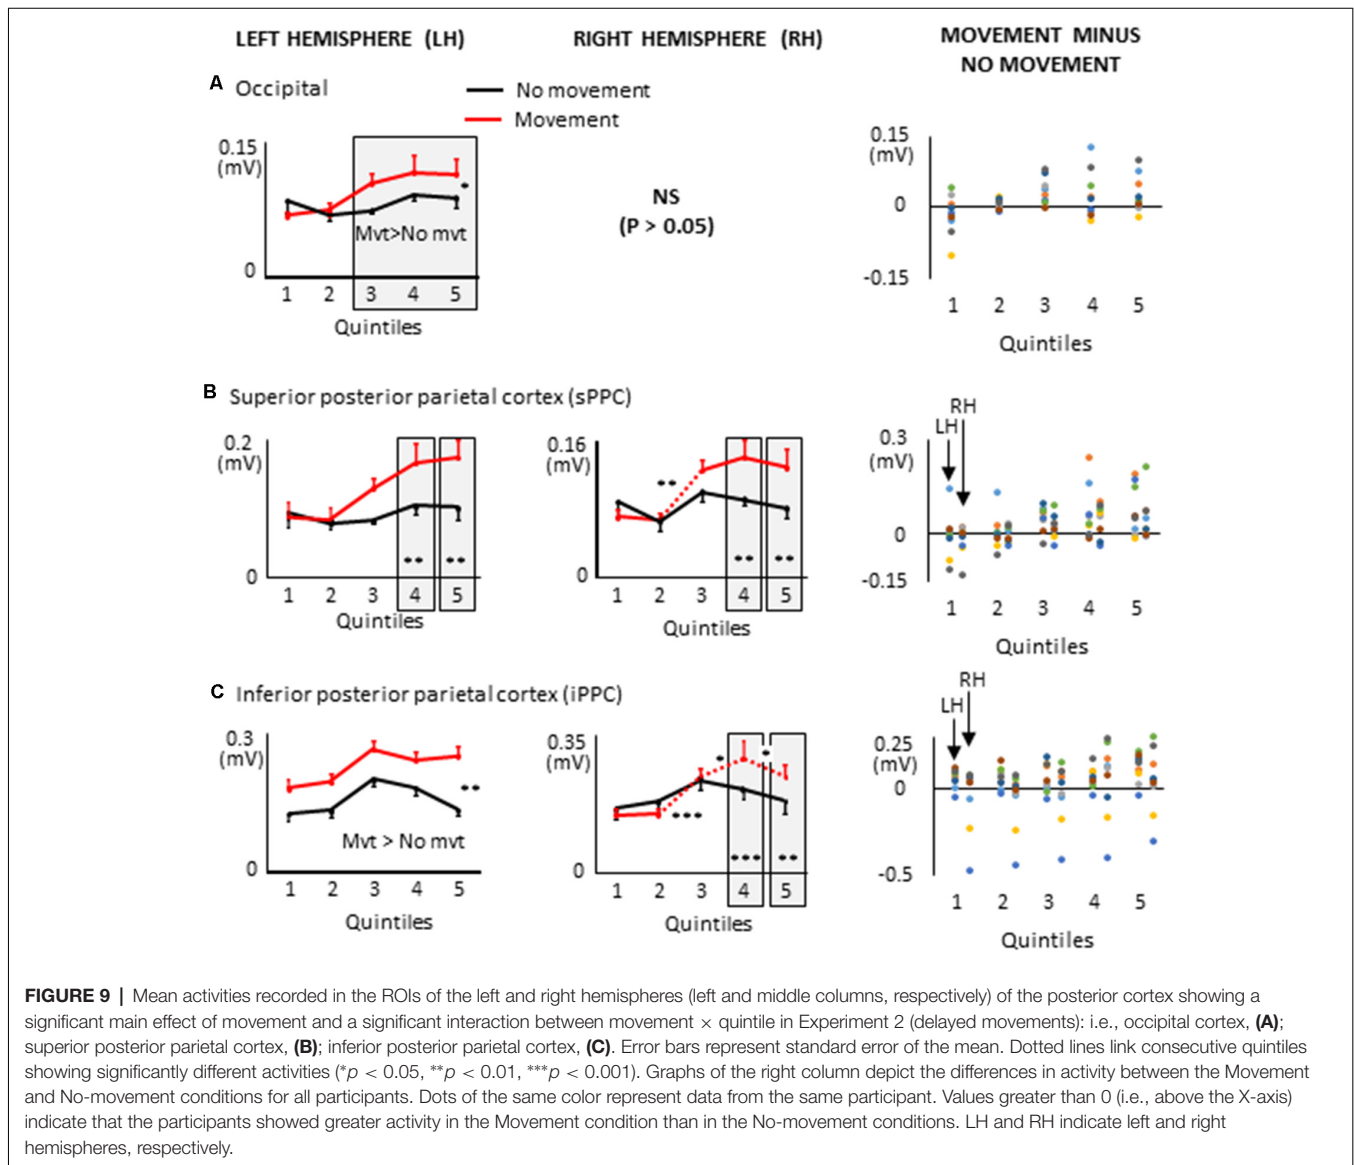 LEFT HEMISPHERE (LH)
RIGHT HEMISPHERE (RH)
MOVEMENT MINUS
NO MOVEMENT
A Occipital
No movement
Movement
0.15
(mV)
0
Mvt>No mvt
*
1 2 3 4 5
Quintiles
NS
(P > 0.05)
0.15
(mV)
0
-0.15
1 2 3 4 5
Quintiles
B Superior posterior parietal cortex (sPPC)
0.2
(mV)
0
** **
1 2 3 4 5
Quintiles
0.16
(mV)
0
**
** **
1 2 3 4 5
Quintiles
RH
LH
0.3
(mV)
0
-0.15
1 2 3 4 5
Quintiles
C Inferior posterior parietal cortex (iPPC)
0.3
(mV)
0
**
Mvt > No mvt
1 2 3 4 5
Quintiles
0.35
(mV)
0
* *
***
*** **
1 2 3 4 5
Quintiles
RH
LH
0.25
(mV)
0
-0.5
1 2 3 4 5
Quintiles
FIGURE 9 | Mean activities recorded in the ROIs of the left and right hemispheres (left and middle columns, respectively) of the posterior cortex showing a
significant main effect of movement and a significant interaction between movement × quintile in Experiment 2 (delayed movements): i.e., occipital cortex, (A);
superior posterior parietal cortex, (B); inferior posterior parietal cortex, (C). Error bars represent standard error of the mean. Dotted lines link consecutive quintiles
showing significantly different activities (*p < 0.05, **p < 0.01, ***p < 0.001). Graphs of the right column depict the differences in activity between the Movement
and No-movement conditions for all participants. Dots of the same color represent data from the same participant. Values greater than 0 (i.e., above the X-axis)
indicate that the participants showed greater activity in the Movement condition than in the No-movement conditions. LH and RH indicate left and right
hemispheres, respectively.